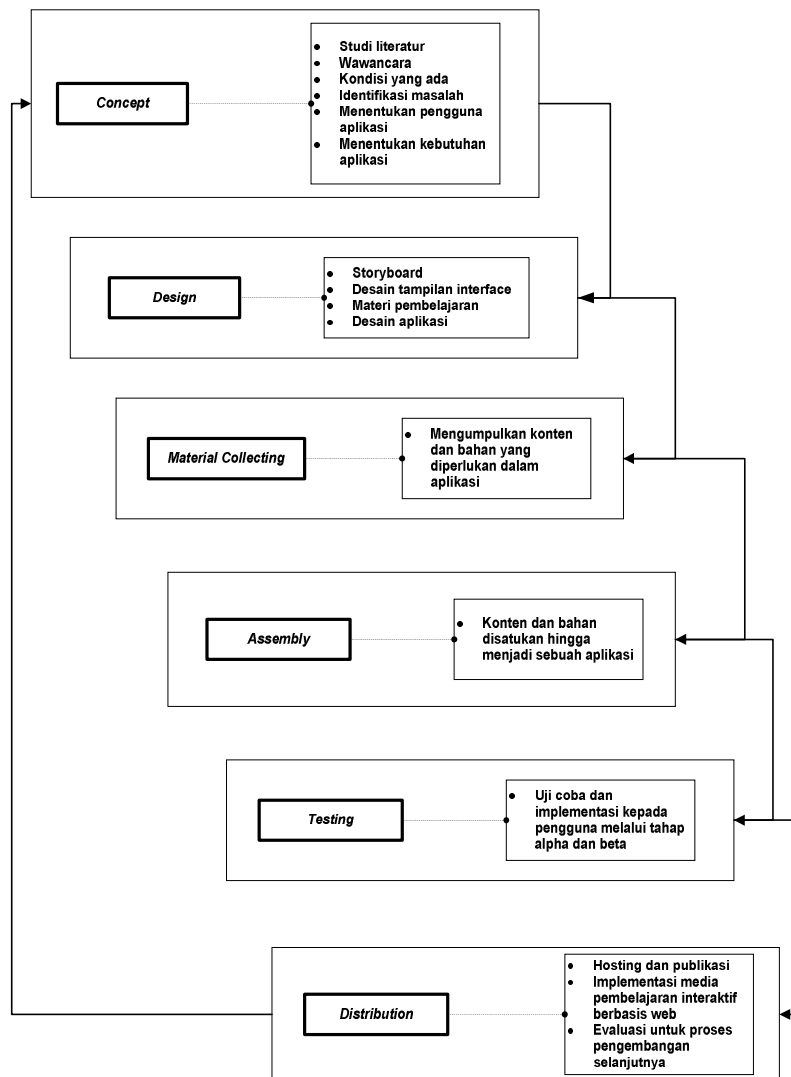 Concept
Studi literatur
Wawancara
Kondisi yang ada
Identifikasi masalah
Menentukan pengguna
aplikasi
Menentukan kebutuhan
aplikasi
Design
Storyboard
Desain tampilan interface
Materi pembelajaran
Desain aplikasi
Material Collecting
Mengumpulkan konten
dan bahan yang
diperlukan dalam
aplikasi
Assembly
Konten dan bahan
disatukan hingga
menjadi sebuah aplikasi
Testing
Uji coba dan
implementasi kepada
pengguna melalui tahap
alpha dan beta
Distribution
Hosting dan publikasi
Implementasi media
pembelajaran interaktif
berbasis web
Evaluasi untuk proses
pengembangan
selanjutnya